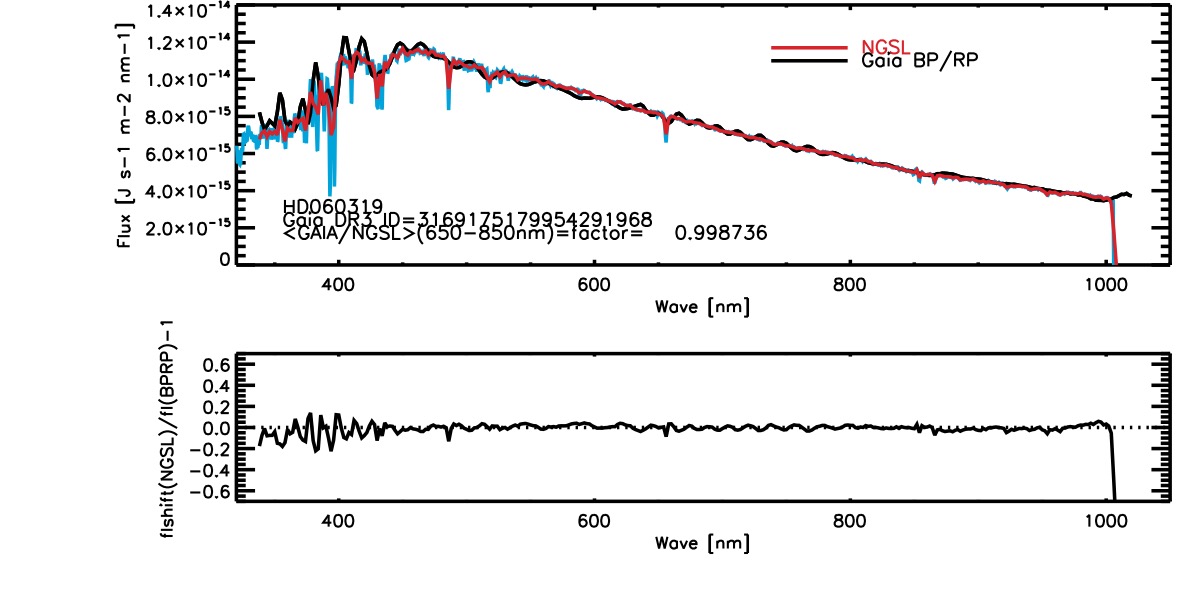 1.4×10−14
1.2×10−14
1.0×10−14
8.0×10−15
6.0×10−15
4.0×10−15
2.0×10−15
0
Flux [J s−1 m−2 nm−1]
NGSL
Gaia BP/RP
HD060319
Gaia DR3 ID=3169175179954291968
<GAIA/NGSL>(650−850nm)=factor= 0.998736
400 600 800 1000
Wave [nm]
0.6
0.4
0.2
0.0
−0.2
−0.4
−0.6
flshift(NGSL)/fl(BPRP)−1
400 600 800 1000
Wave [nm]